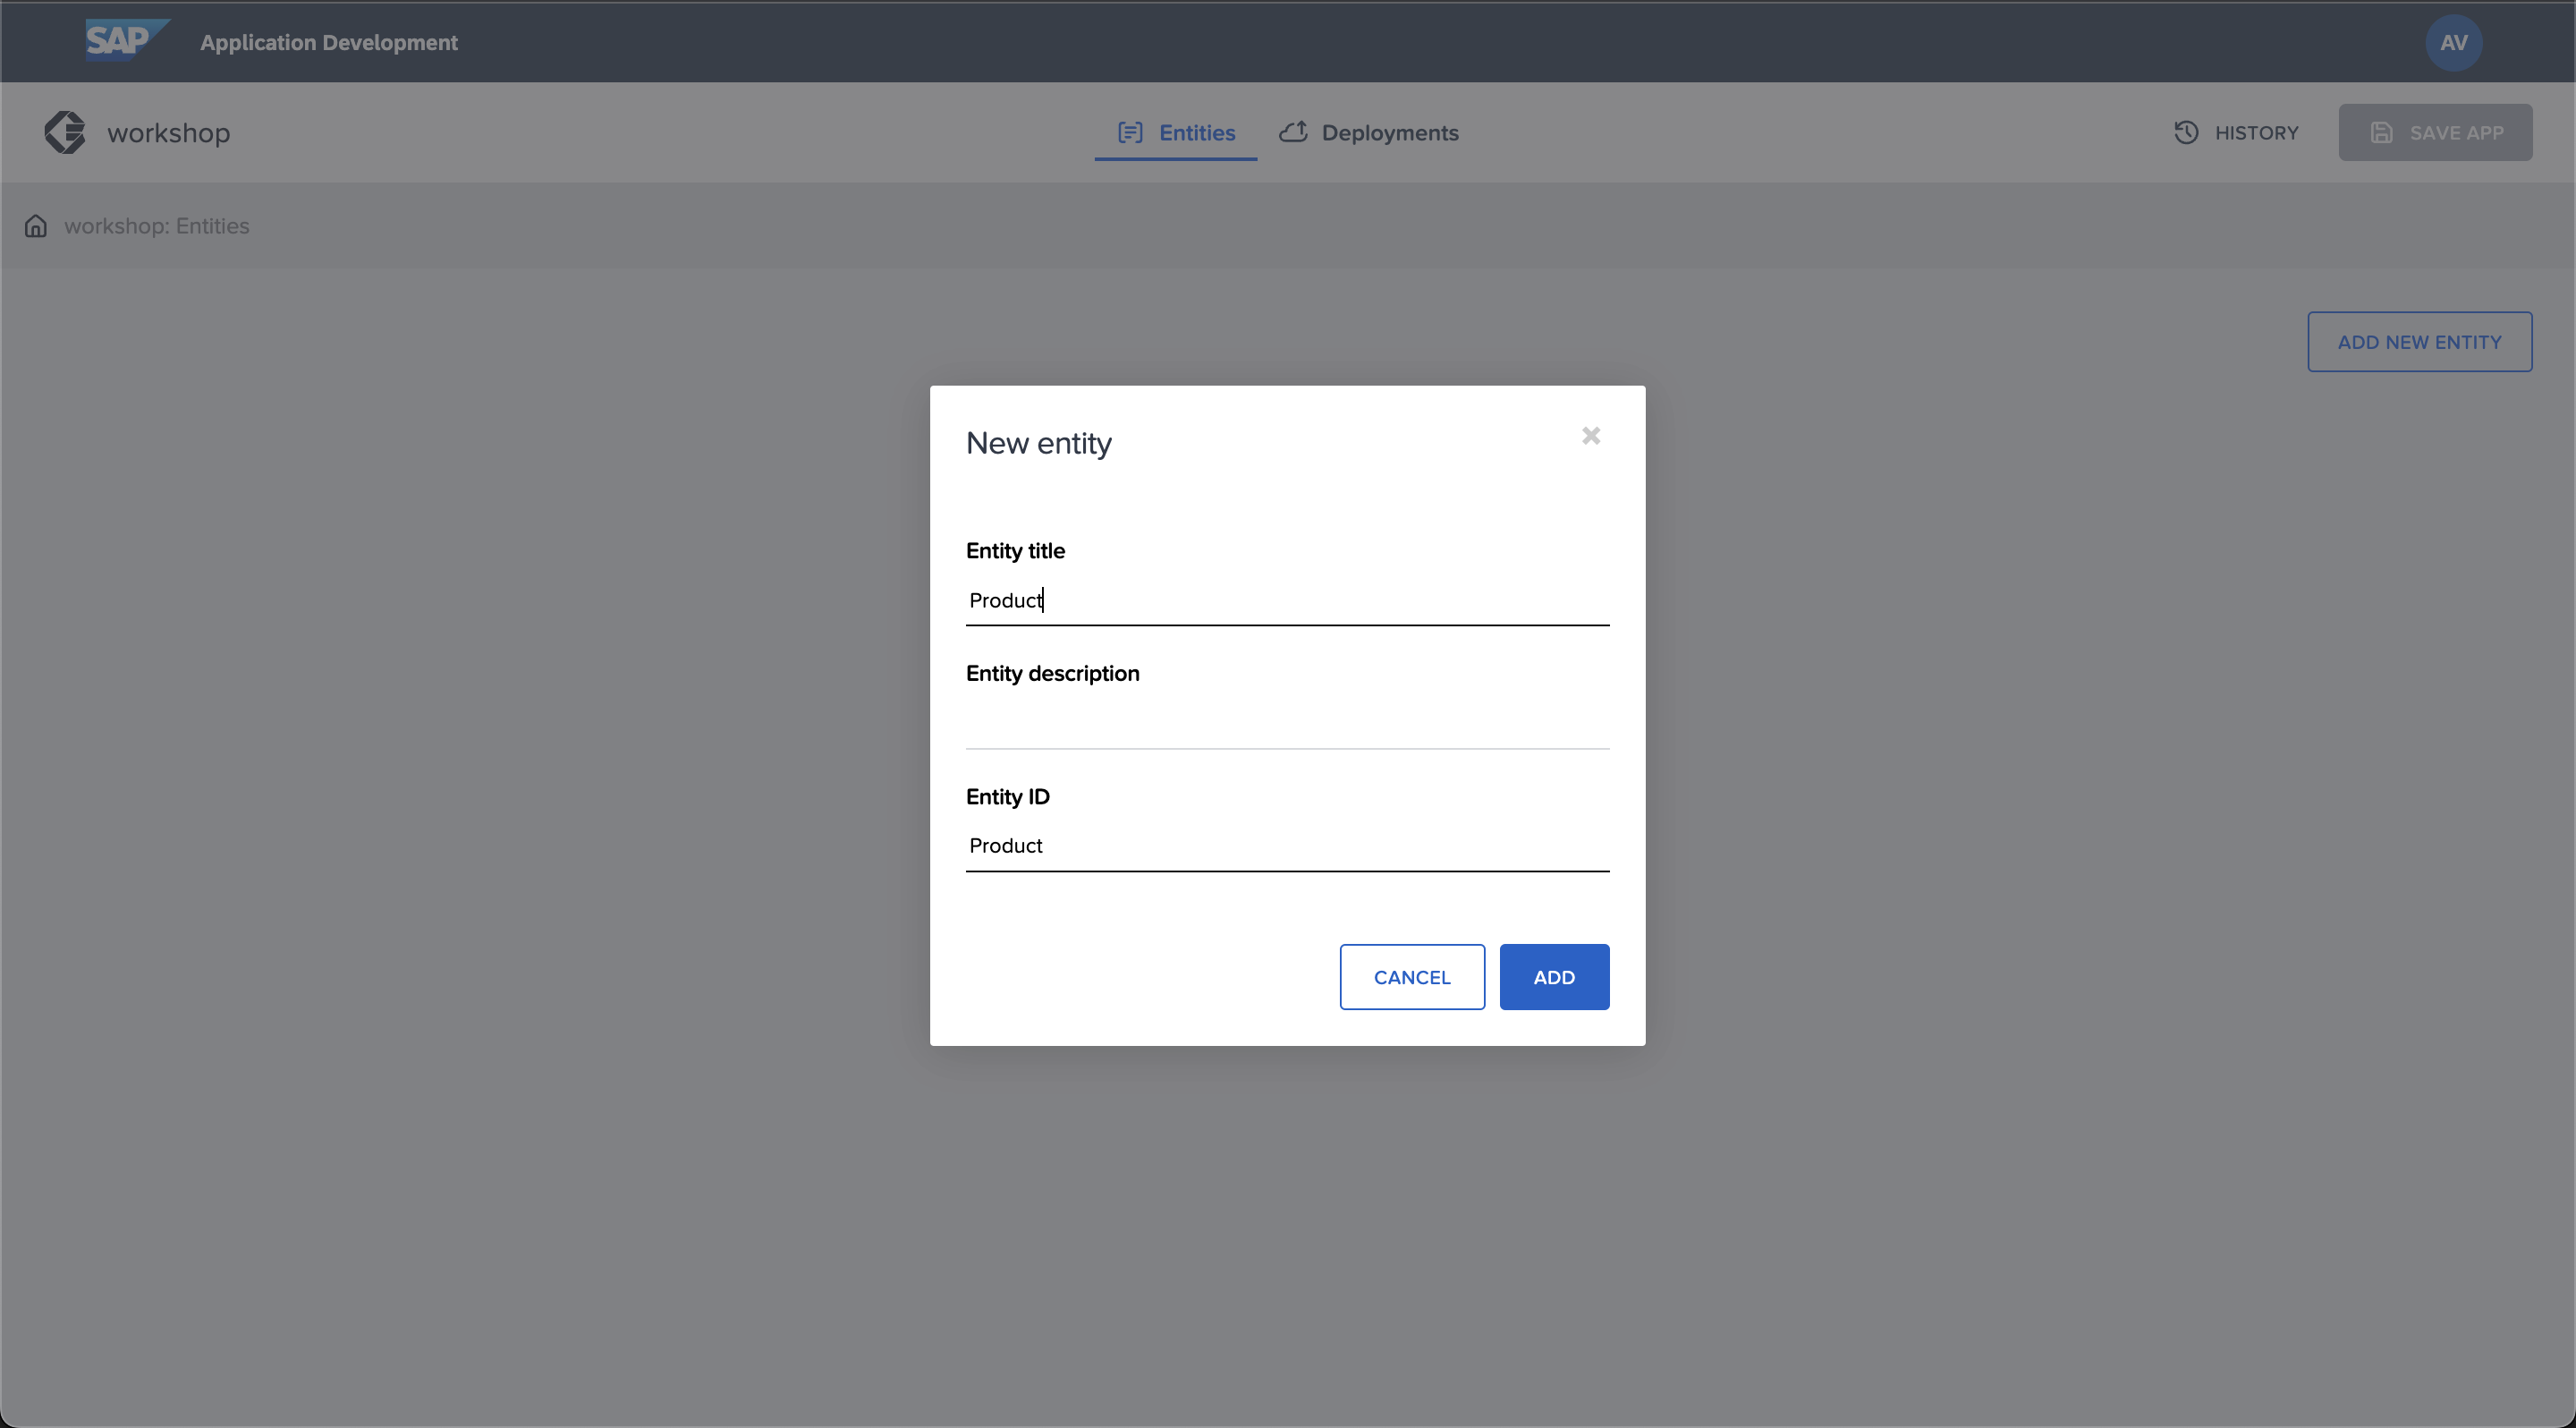 SAP Application Development AV
workshop Entities Deployments HISTORY SAVE APP
workshop: Entities
ADD NEW ENTITY
New entity
Entity title
Product
Entity description
Entity ID
Product
CANCEL ADD